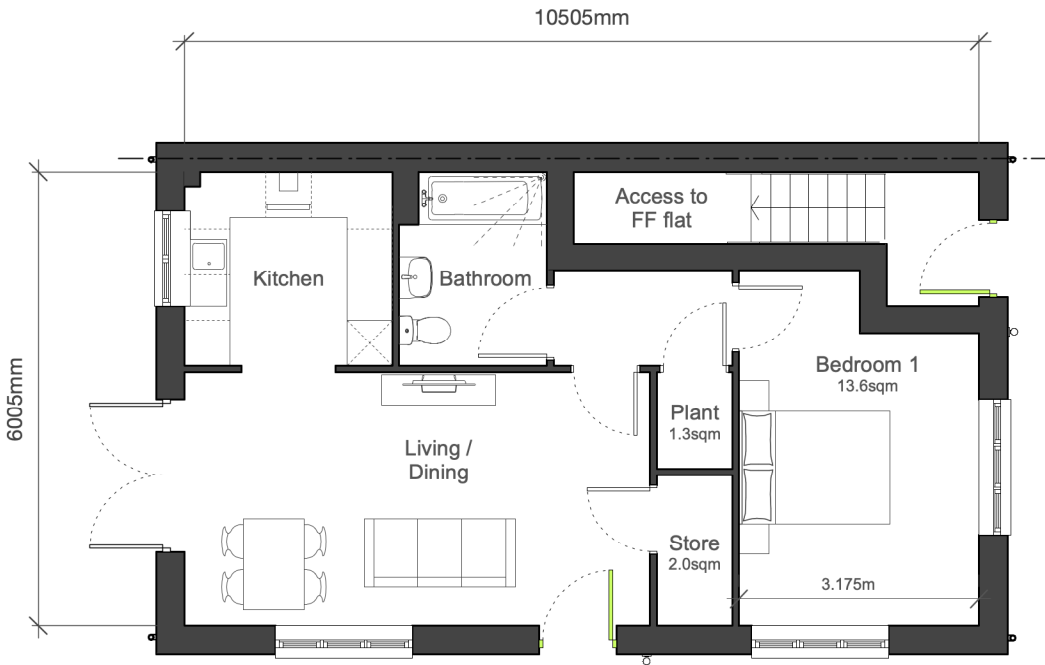 10505mm
6005mm
Access to
FF flat
Kitchen
Bathroom
Bedroom 1
13.6sqm
Plant
1.3sqm
Living /
Dining
Store
2.0sqm
3.175m